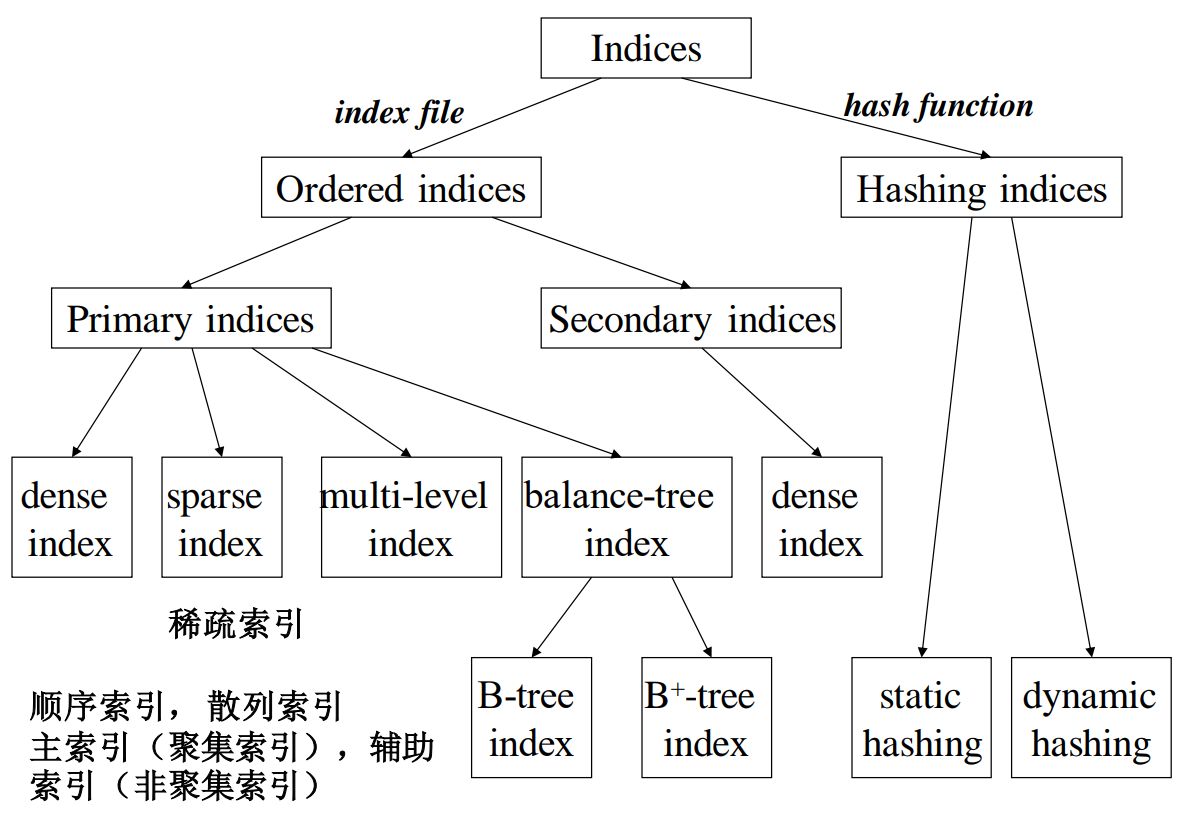 Indices
index file
hash function
Ordered indices
Hashing indices
Primary indices
Secondary indices
dense
index
sparse
index
multi-level
index
balance-tree
index
dense
index
稀疏索引
B-tree
index
B+-tree
index
static
hashing
dynamic
hashing
顺序索引， 散列索引
主索引（聚集索引），辅助
索引（非聚集索引）